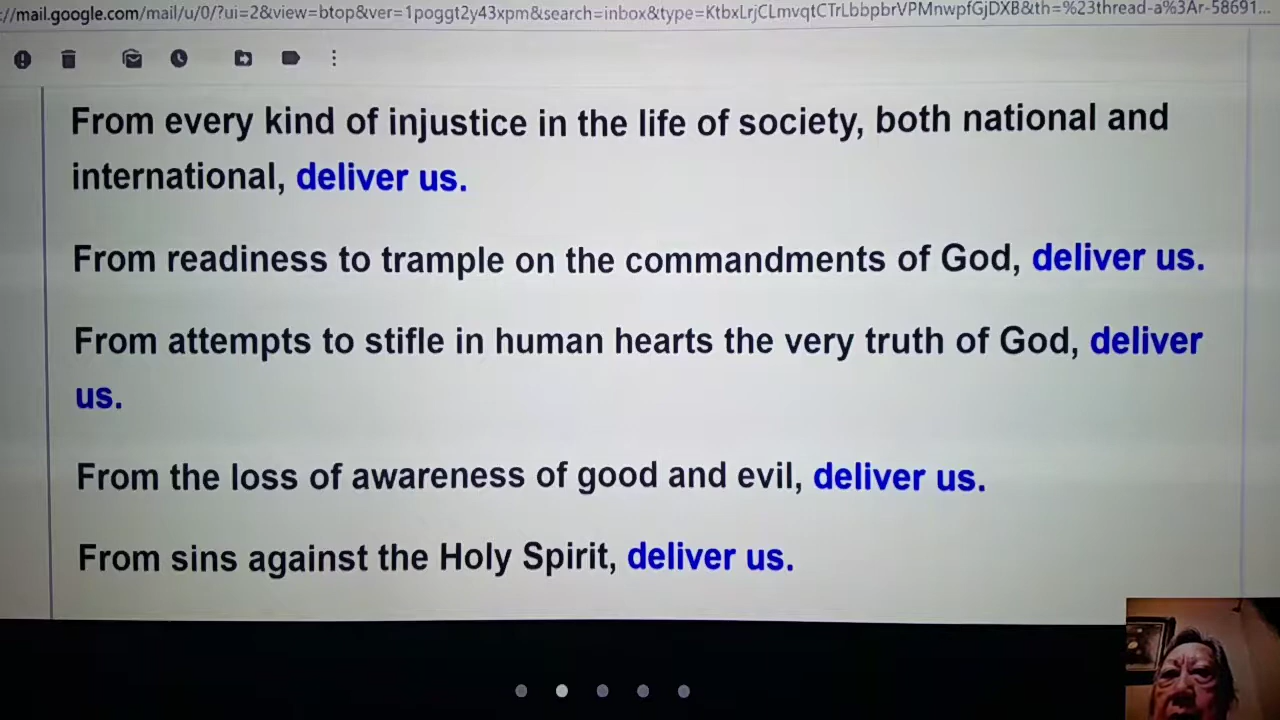 ://mail.google.com/mail/u/0/?ui=2&view=btop&ver=1poggt2y43xpm&search=inbox&type=KtbxLrjCLmvqtCTrLbbpbrVPMnwpfGjDXB&th=%23thread-a%3Ar-58691...
From every kind of injustice in the life of society, both national and
international, deliver us.
From readiness to trample on the commandments of God, deliver us.
From attempts to stifle in human hearts the very truth of God, deliver
us.
From the loss of awareness of good and evil, deliver us.
From sins against the Holy Spirit, deliver us.